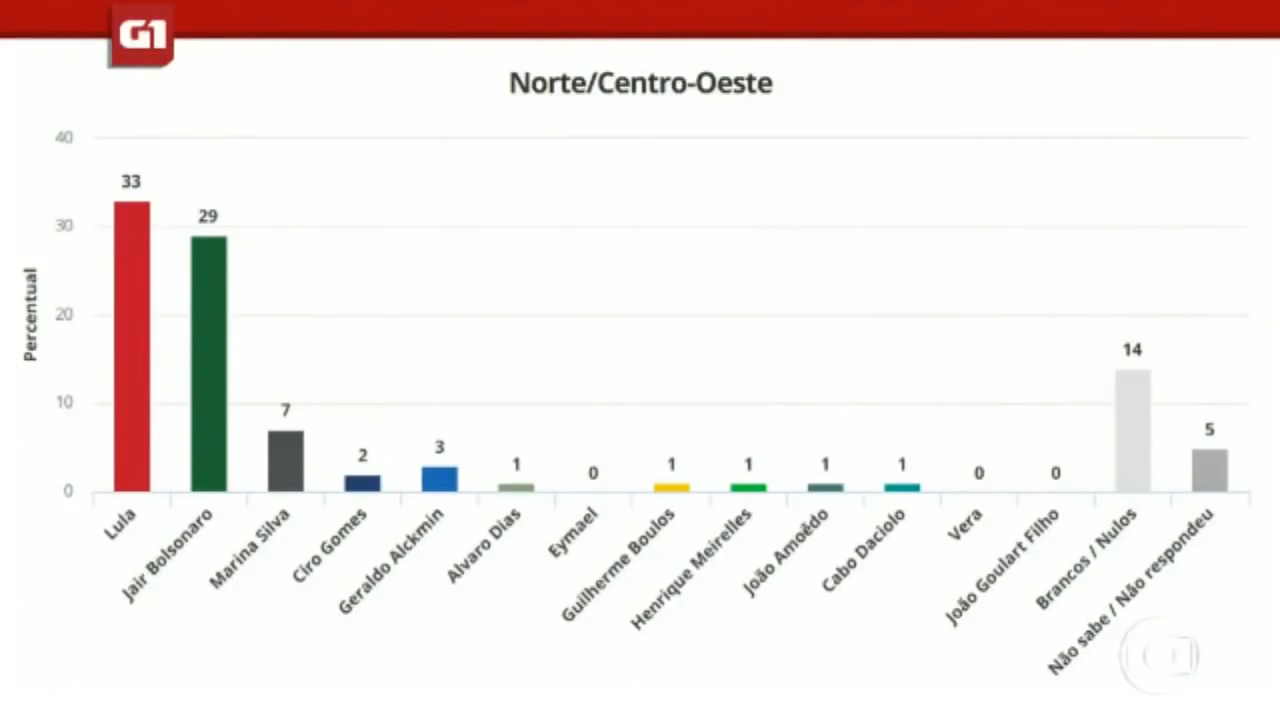 G1
Norte/Centro-Oeste
Percentual
40
30
20
10
0
33
29
7
2
3
1
0
1
1
1
1
0
0
14
5
Lula
Jair Bolsonaro
Marina Silva
Ciro Gomes
Geraldo Alckmin
Alvaro Dias
Eymael
Guilherme Boulos
Henrique Meirelles
João Amoêdo
Cabo Daciolo
Vera
João Goulart Filho
Brancos / Nulos
Não sabe / Não respondeu